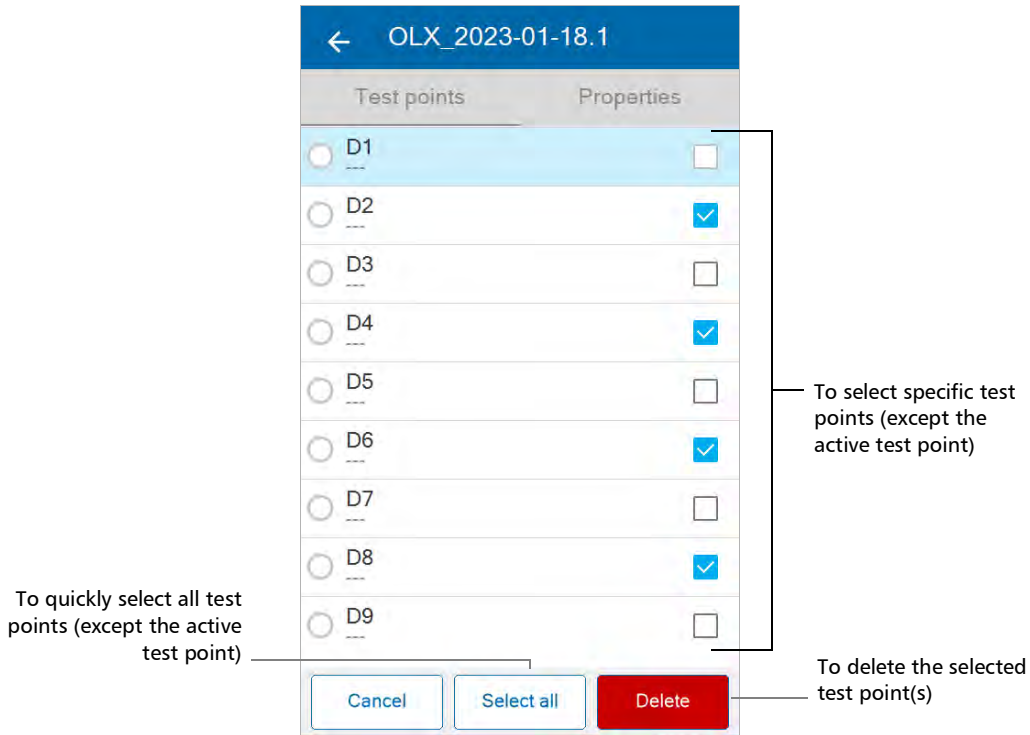 OLX_2023-01-18.1
Test points
Properties
D1
---
D2
---
D3
---
D4
---
D5
---
D6
---
D7
---
D8
---
D9
---
To select specific test
points (except the
active test point)
To quickly select all test
points (except the active
test point)
Cancel
Select all
Delete
To delete the selected
test point(s)